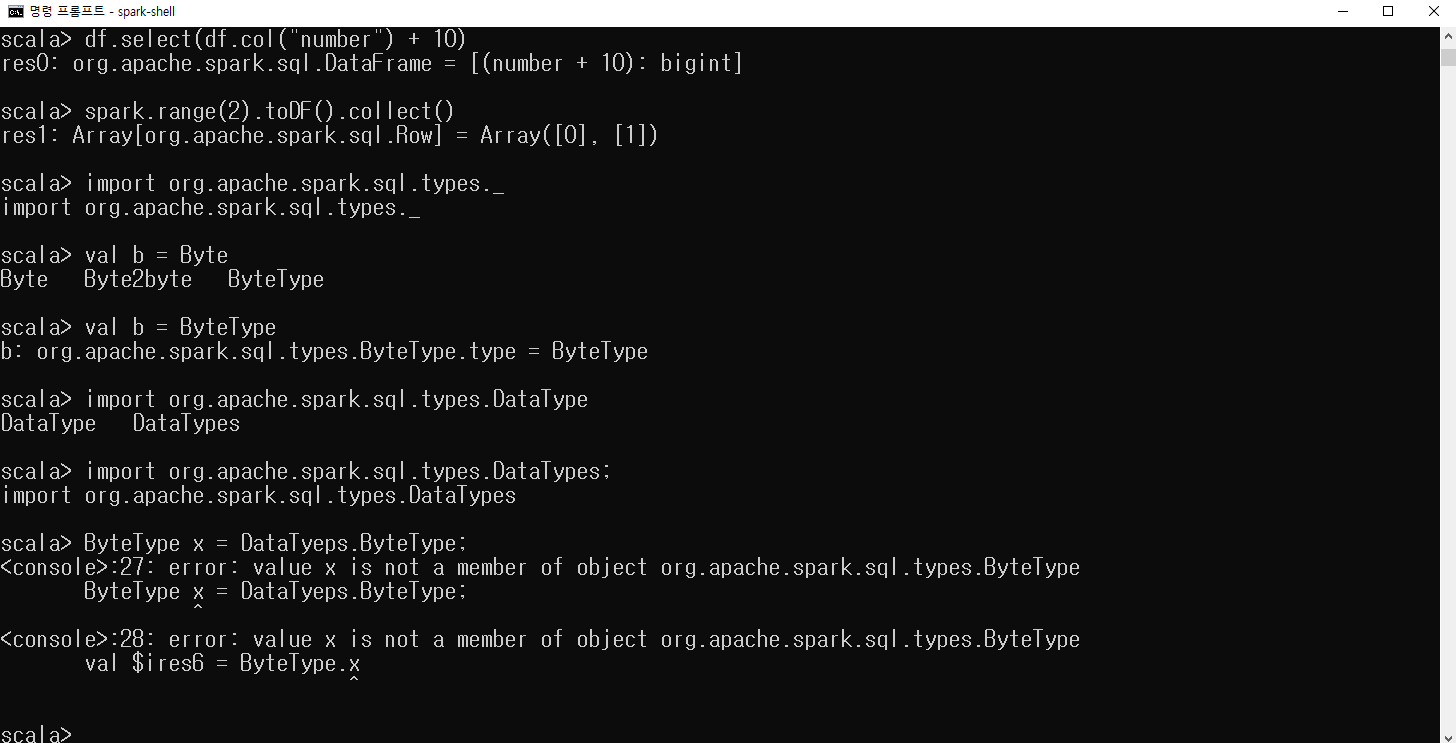 명령 프롬프트 - spark-shell
scala> df.select(df.col("number") + 10)
res0: org.apache.spark.sql.DataFrame = [(number + 10): bigint]
scala> spark.range(2).toDF().collect()
res1: Array[org.apache.spark.sql.Row] = Array([0], [1])
scala> import org.apache.spark.sql.types._
import org.apache.spark.sql.types._
scala> val b = Byte
Byte   Byte2byte   ByteType
scala> val b = ByteType
b: org.apache.spark.sql.types.ByteType.type = ByteType
scala> import org.apache.spark.sql.types.DataType
DataType   DataTypes
scala> import org.apache.spark.sql.types.DataTypes;
import org.apache.spark.sql.types.DataTypes
scala> ByteType x = DataTyeps.ByteType;
<console>:27: error: value x is not a member of object org.apache.spark.sql.types.ByteType
       ByteType x = DataTyeps.ByteType;
                ^
<console>:28: error: value x is not a member of object org.apache.spark.sql.types.ByteType
       val $ires6 = ByteType.x
                             ^
scala>